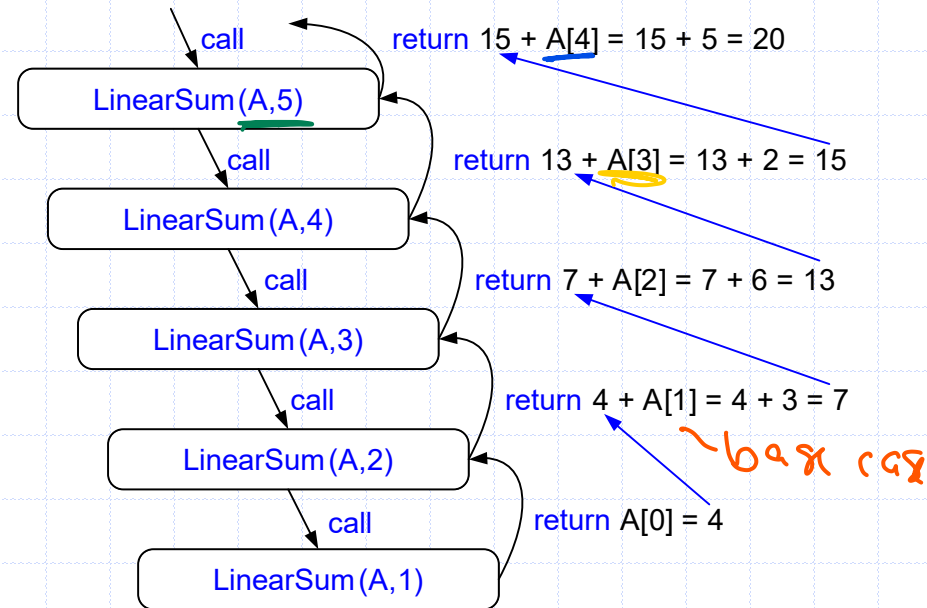 call
return 15 + A[4] = 15 + 5 = 20
LinearSum(A,5)
call
return 13 + A[3] = 13 + 2 = 15
LinearSum(A,4)
call
return 7 + A[2] = 7 + 6 = 13
LinearSum(A,3)
call
return 4 + A[1] = 4 + 3 = 7
base cas
LinearSum(A,2)
call
return A[0] = 4
LinearSum(A,1)